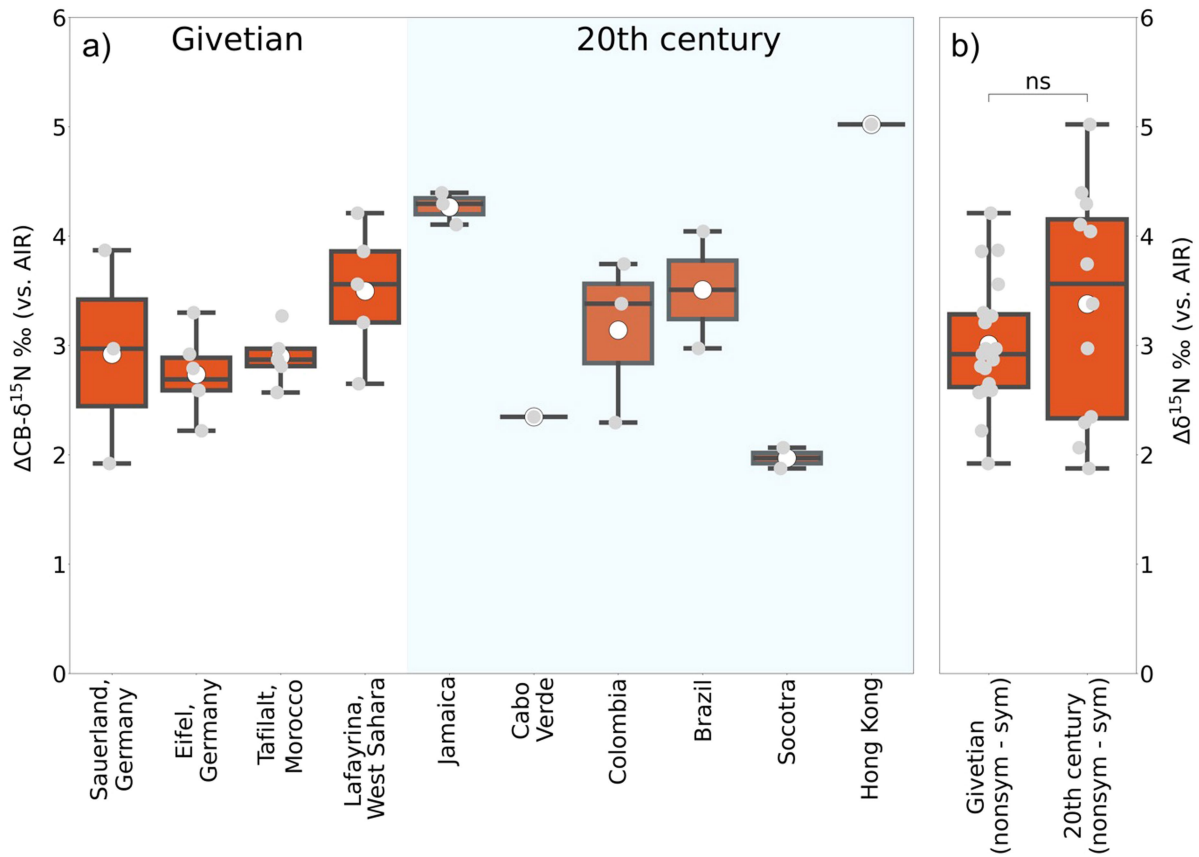 a)
Givetian
20th century
b)
ns
6
5
4
3
2
1
0
ΔCB-δ¹⁵N ‰ (vs. AIR)
6
5
4
3
2
1
0
Δδ¹⁵N ‰ (vs. AIR)
Sauerland,
Germany
Eifel,
Germany
Tafilalt,
Morocco
Lafayrina,
West Sahara
Jamaica
Cabo
Verde
Colombia
Brazil
Socotra
Hong Kong
Givetian
(nonsym - sym)
20th century
(nonsym - sym)